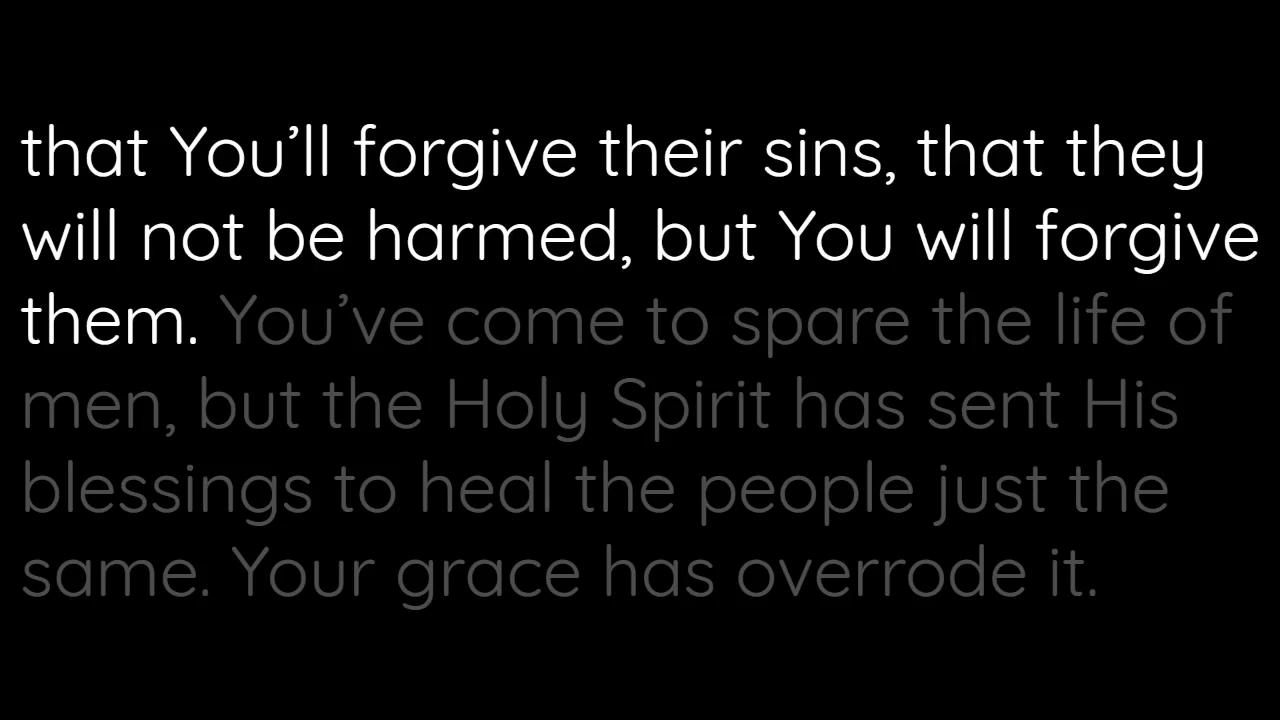 that You’ll forgive their sins, that they
will not be harmed, but You will forgive
them. You’ve come to spare the life of
men, but the Holy Spirit has sent His
blessings to heal the people just the
same. Your grace has overrode it.